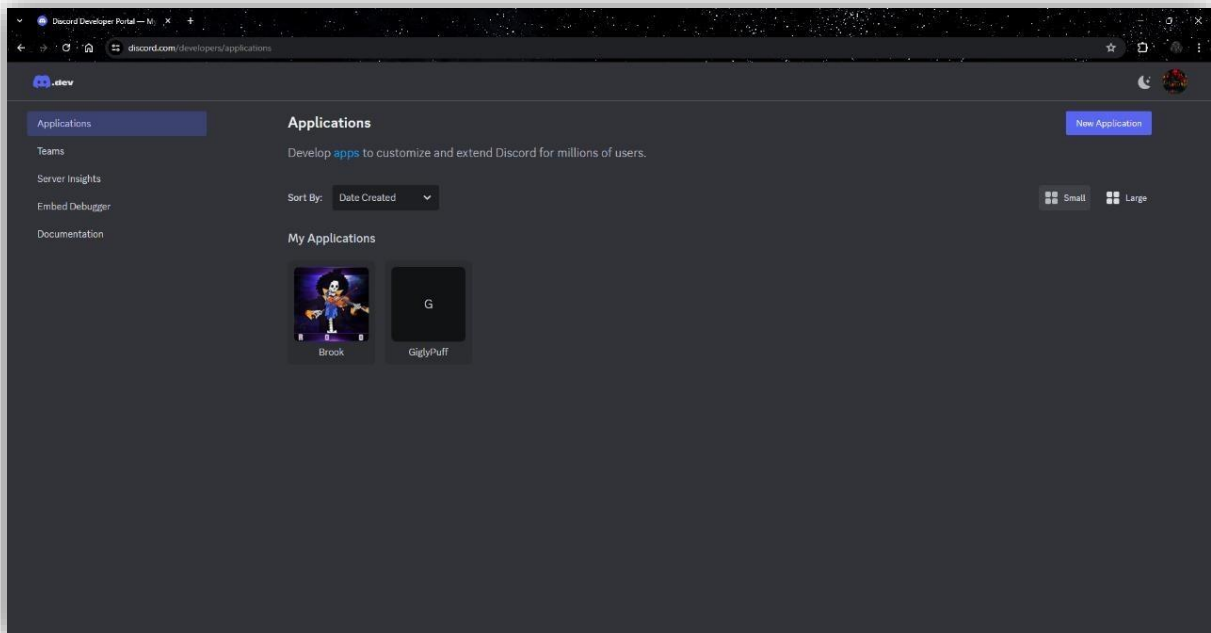 Discord Developer Portal — M
discord.com/developers/applications
.dev
Applications
Teams
Server Insights
Embed Debugger
Documentation
Applications
New Application
Develop apps to customize and extend Discord for millions of users.
Sort By: Date Created
Small Large
My Applications
G
Brook
GiglyPuff